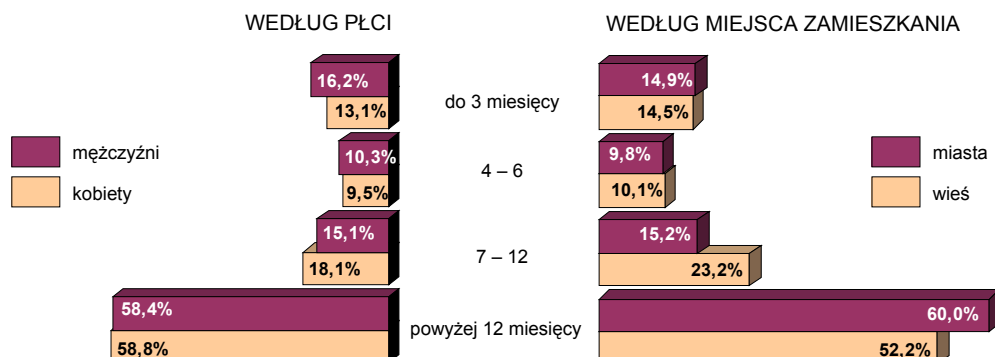 WEDŁUG PŁCI
WEDŁUG MIEJSCA ZAMIESZKANIA
16,2%
13,1%
do 3 miesięcy
14,9%
14,5%
mężczyźni
kobiety
10,3%
9,5%
4 – 6
9,8%
10,1%
miasta
wieś
15,1%
18,1%
7 – 12
15,2%
23,2%
58,4%
58,8%
powyżej 12 miesięcy
60,0%
52,2%